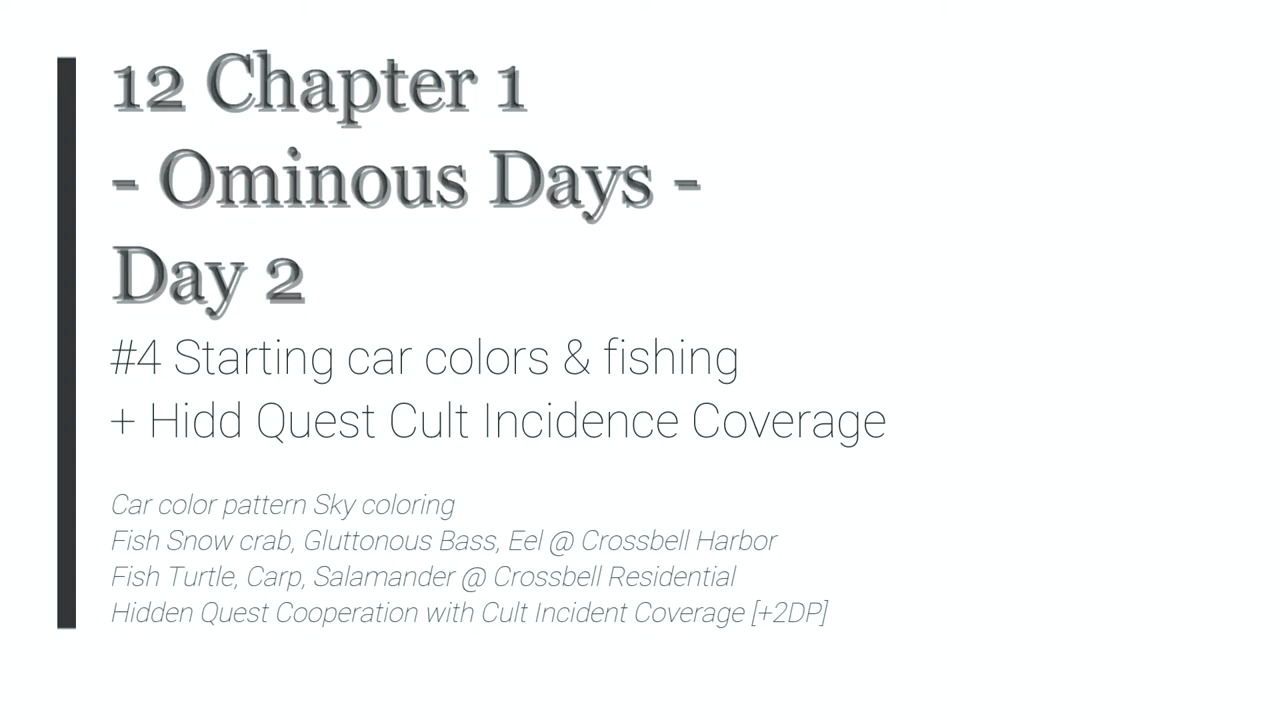 12 Chapter 1
- Ominous Days -
Day 2
#4 Starting car colors & fishing
+ Hidd Quest Cult Incidence Coverage
Car color pattern Sky coloring
Fish Snow crab, Gluttonous Bass, Eel @ Crossbell Harbor
Fish Turtle, Carp, Salamander @ Crossbell Residential
Hidden Quest Cooperation with Cult Incident Coverage [+2DP]